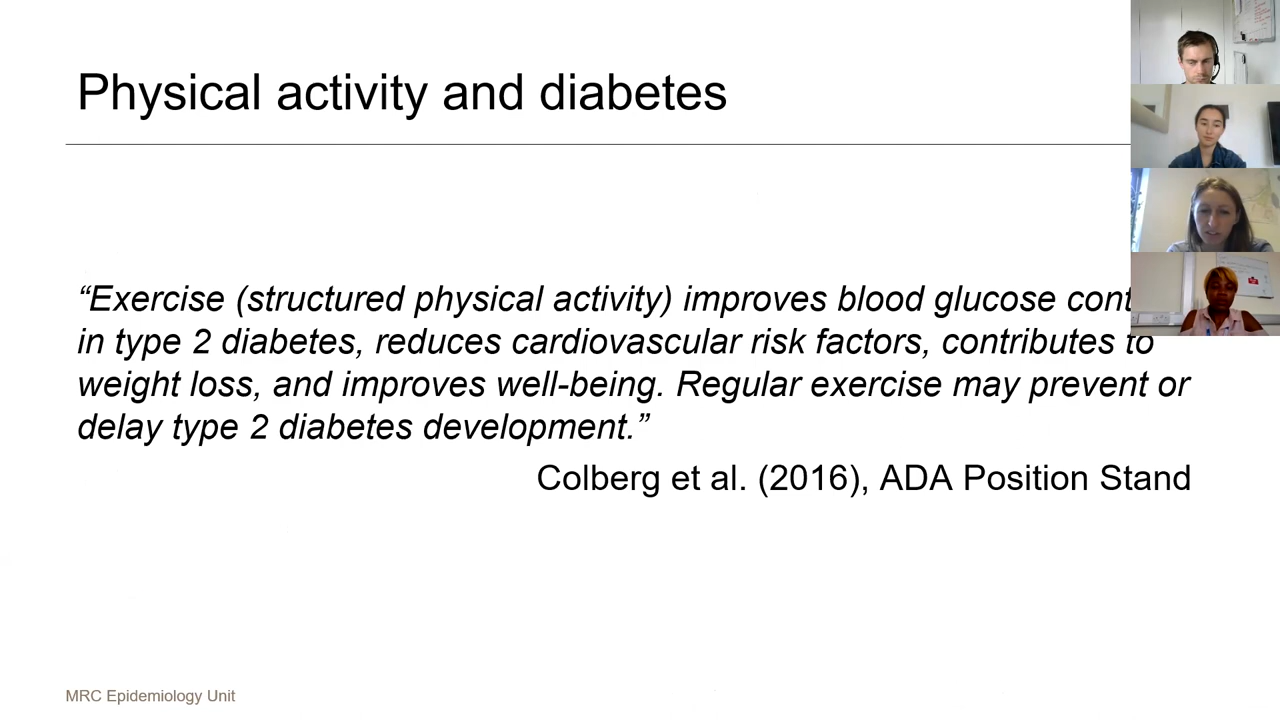 Physical activity and diabetes
“Exercise (structured physical activity) improves blood glucose
in type 2 diabetes, reduces cardiovascular risk factors, contributes to
weight loss, and improves well-being. Regular exercise may prevent or
delay type 2 diabetes development.”
Colberg et al. (2016), ADA Position Stand
MRC Epidemiology Unit